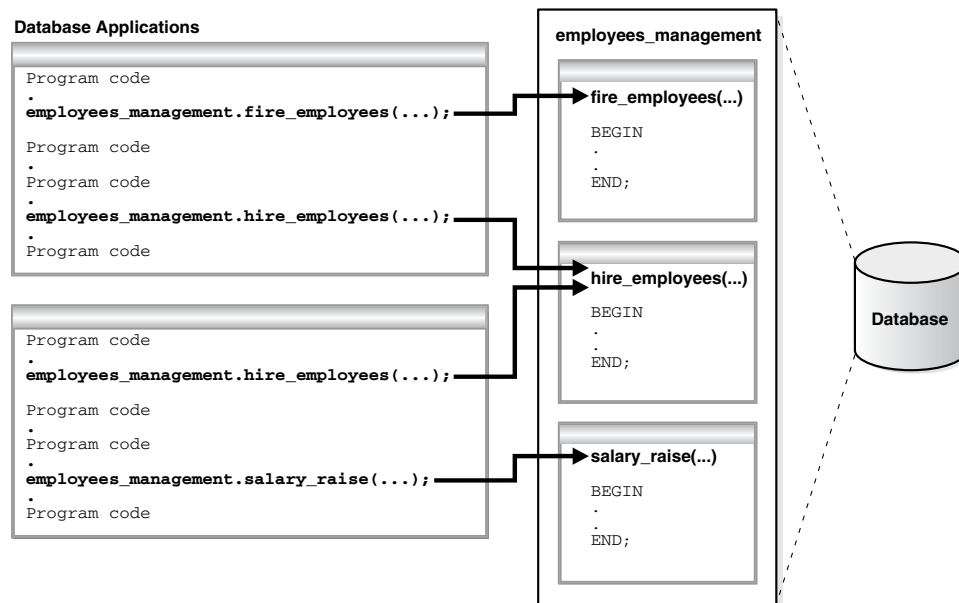 Database Applications
Program code
.
employees_management.fire_employees(...);
Program code
.
Program code
.
employees_management.hire_employees(...);
.
Program code
Program code
.
employees_management.hire_employees(...);
Program code
.
Program code
.
employees_management.salary_raise(...);
.
Program code
employees_management
fire_employees(...)
BEGIN
.
.
END;
hire_employees(...)
BEGIN
.
.
END;
salary_raise(...)
BEGIN
.
.
END;
Database